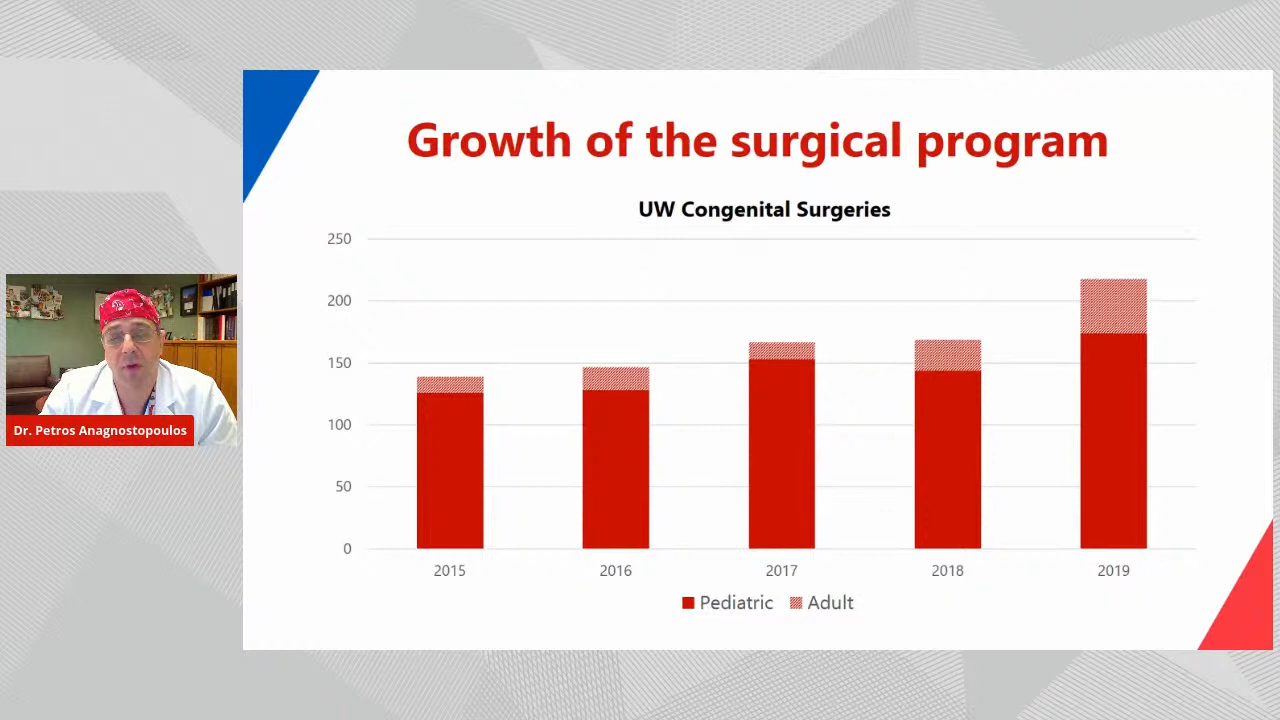 Growth of the surgical program
UW Congenital Surgeries
250
200
150
100
50
0
2015 2016 2017 2018 2019
Pediatric Adult
Dr. Petros Anagnostopoulos